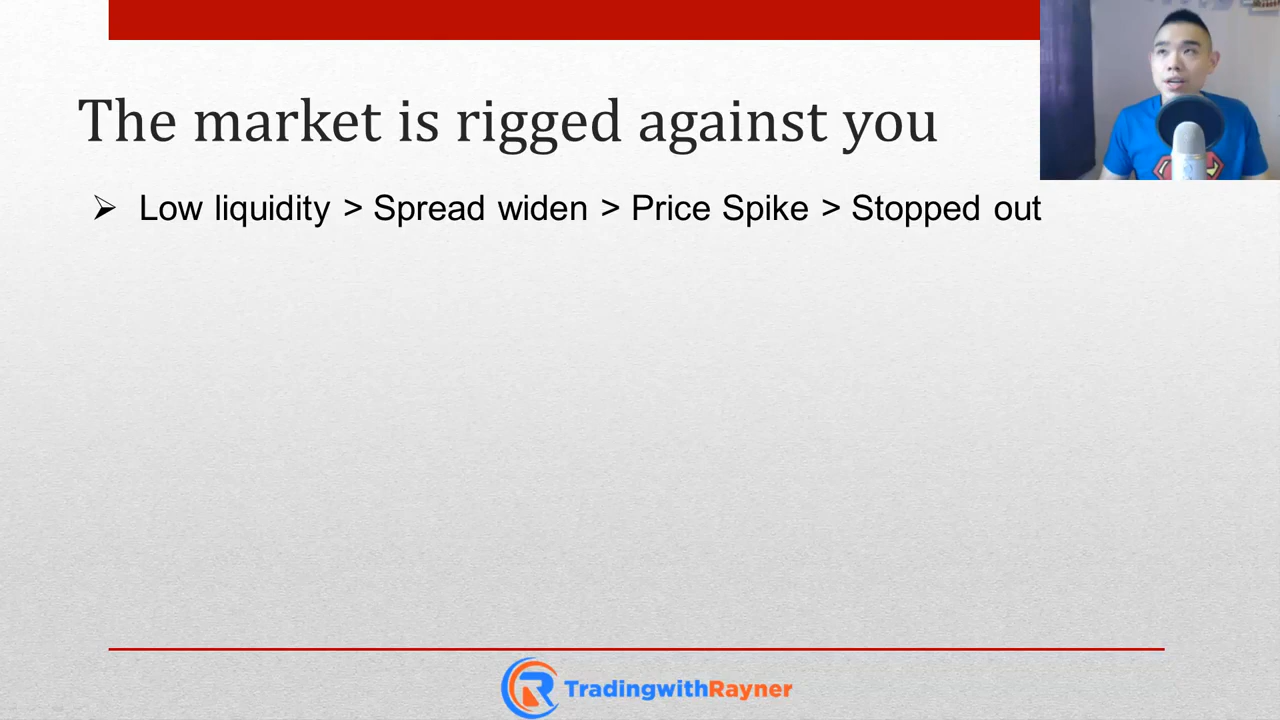 The market is rigged against you
➢ Low liquidity > Spread widen > Price Spike > Stopped out
TradingwithRayner